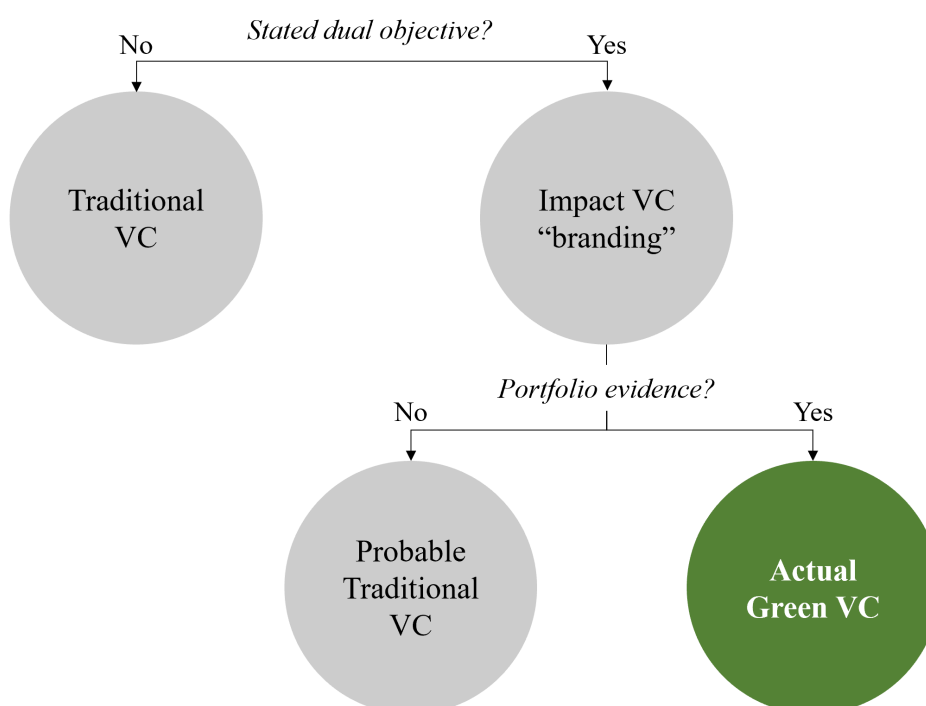 Stated dual objective?
No
Yes
Traditional
VC
Impact VC
“branding”
Portfolio evidence?
No
Yes
Probable
Traditional
VC
Actual
Green VC